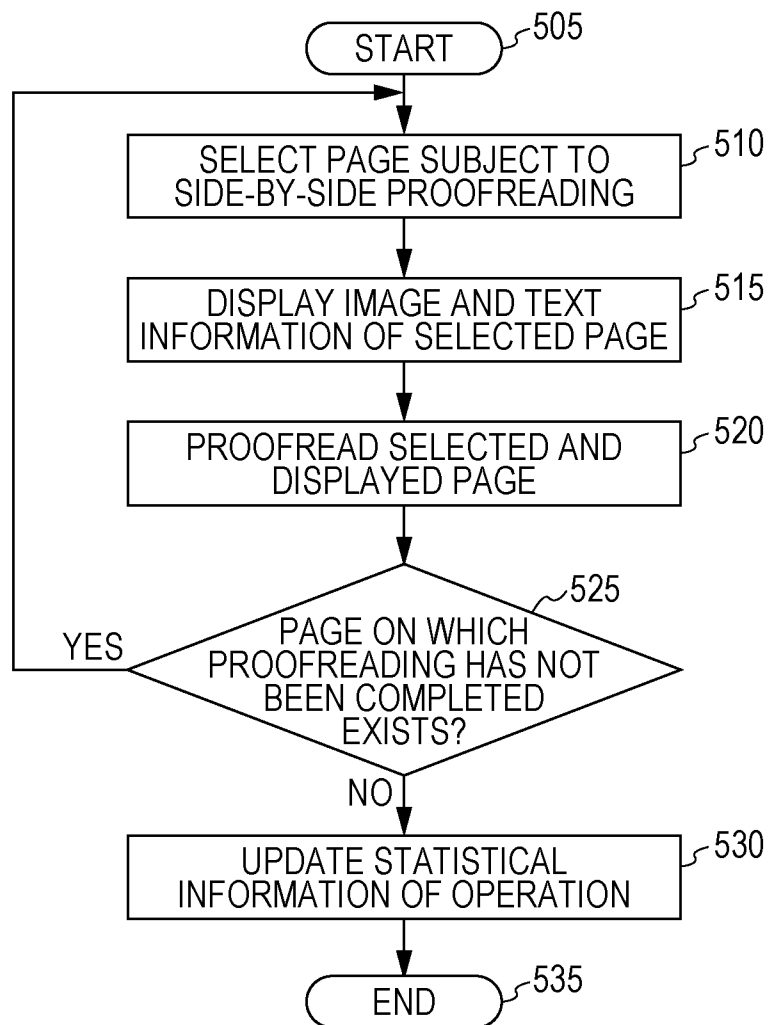 START
505
SELECT PAGE SUBJECT TO
SIDE-BY-SIDE PROOFREADING
510
DISPLAY IMAGE AND TEXT
INFORMATION OF SELECTED PAGE
515
PROOFREAD SELECTED AND
DISPLAYED PAGE
520
525
PAGE ON WHICH
PROOFREADING HAS NOT
BEEN COMPLETED
EXISTS?
YES
NO
UPDATE STATISTICAL
INFORMATION OF OPERATION
530
END
535